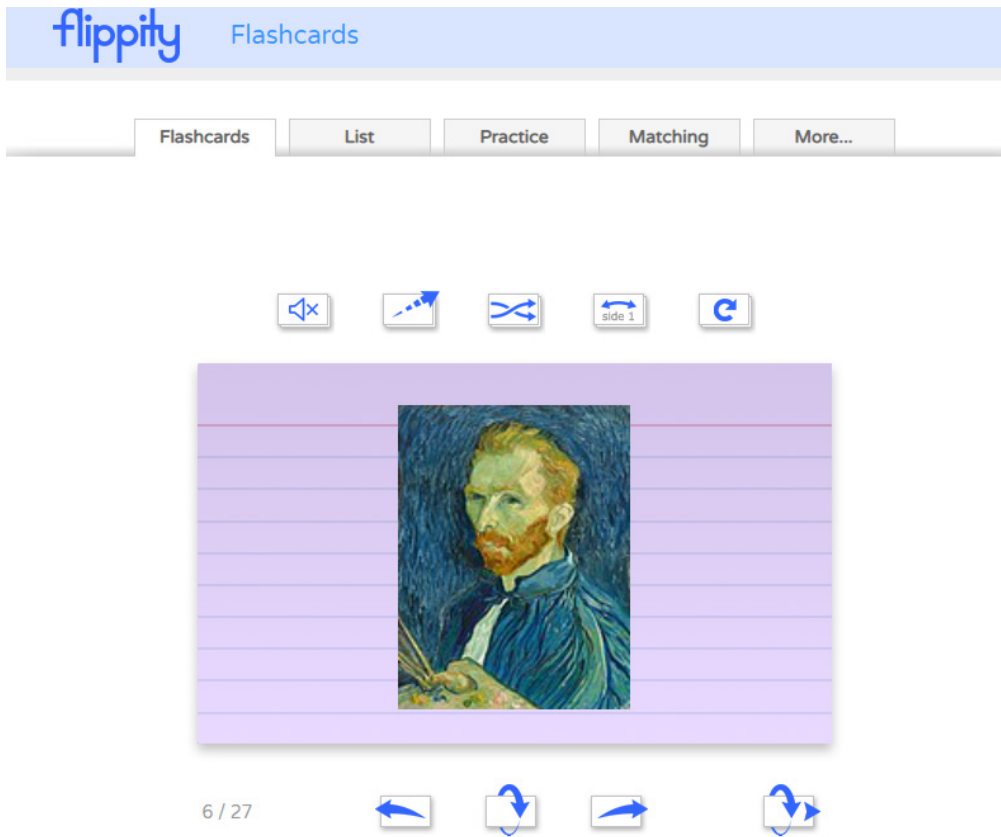 flippity Flashcards
Flashcards List Practice Matching More...
side 1
6 / 27